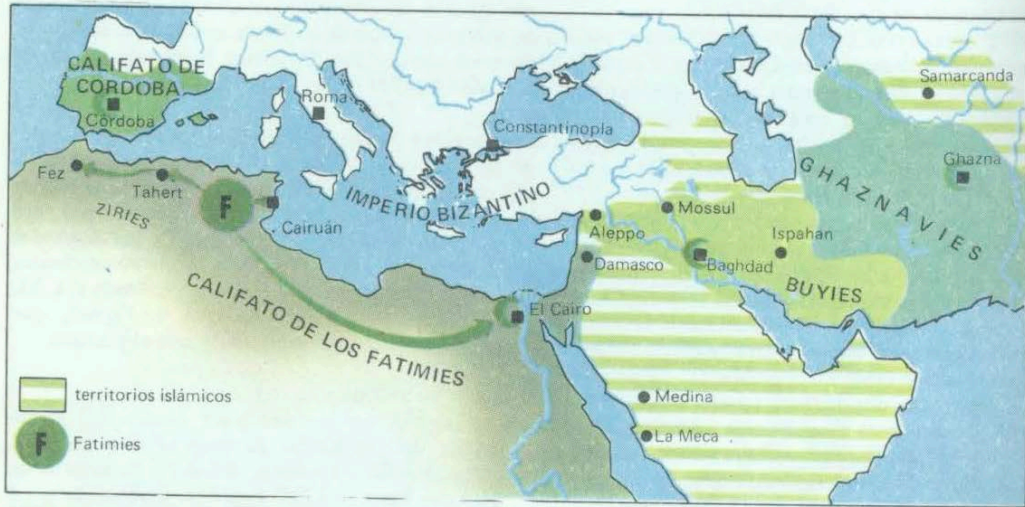 CALIFATO DE
CORDOBA
Córdoba
Roma
Constantinopla
Samarcanda
Ghazna
GHAZNAVIES
Fez
Tahert
ZIRIES
F
Cairuán
IMPERIO BIZANTINO
Aleppo
Mossul
Damasco
Baghdad
Ispahan
BUYIES
CALIFATO DE LOS FATIMIES
El Cairo
Medina
La Meca
territorios islámicos
F
Fatimies